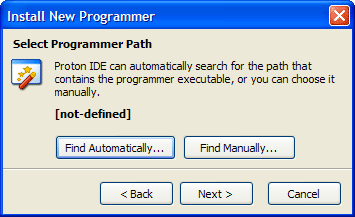 Install New Programmer
Select Programmer Path
Proton IDE can automatically search for the path that
contains the programmer executable, or you can choose it
manually.
[not-defined]
Find Automatically... Find Manually...
< Back Next > Cancel